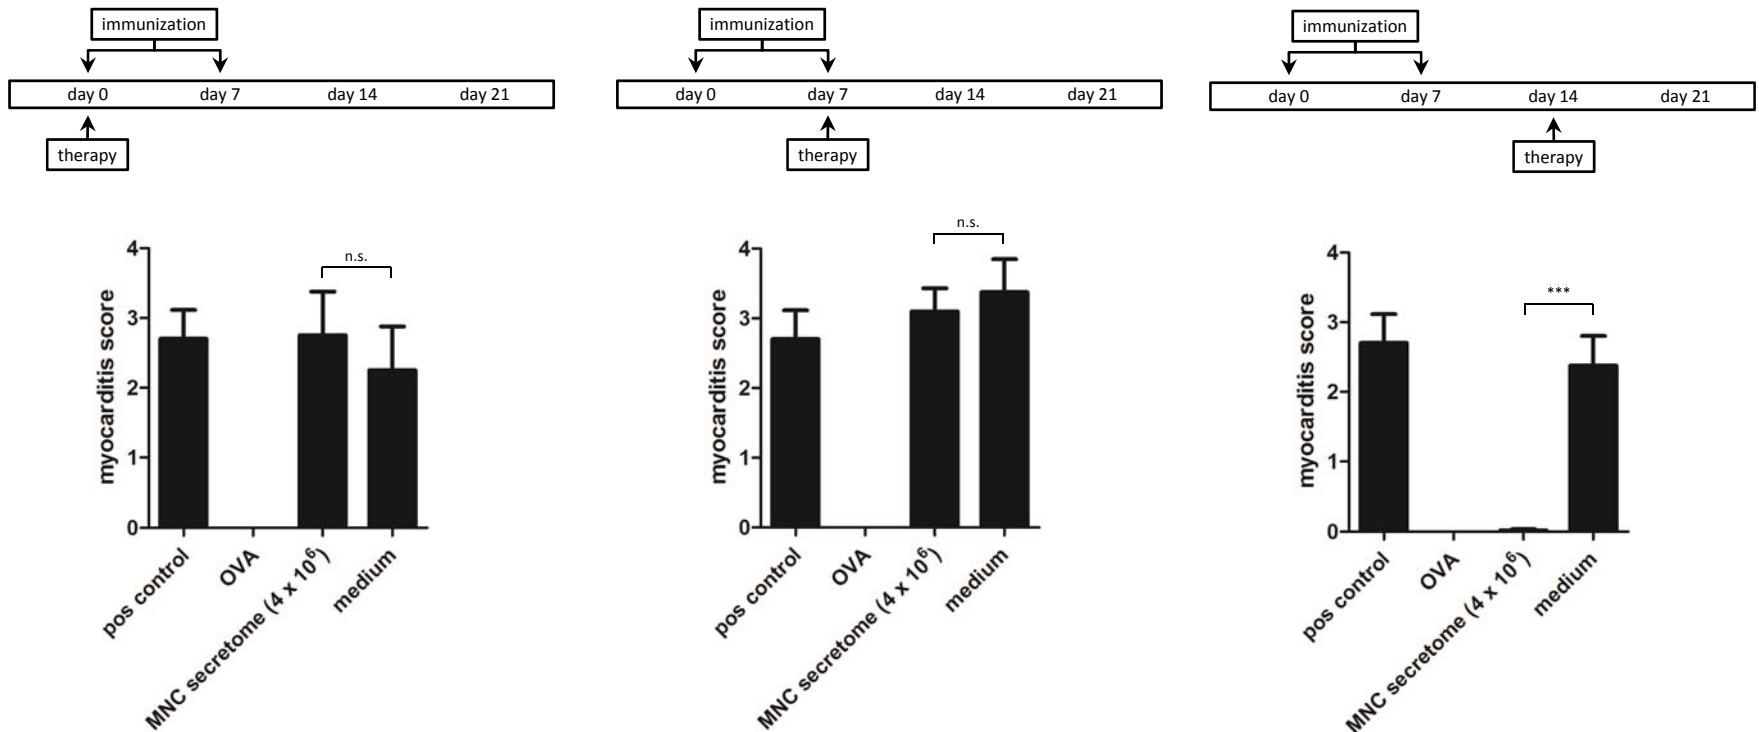 immunization
day 0 day 7 day 14 day 21
therapy
n.s.
myocarditis score
4
3
2
1
0
pos control
OVA
MNC secretome (4 x 10⁶)
medium
immunization
day 0 day 7 day 14 day 21
therapy
n.s.
myocarditis score
4
3
2
1
0
pos control
OVA
MNC secretome (4 x 10⁶)
medium
immunization
day 0 day 7 day 14 day 21
therapy
***
myocarditis score
4
3
2
1
0
pos control
OVA
MNC secretome (4 x 10⁶)
medium